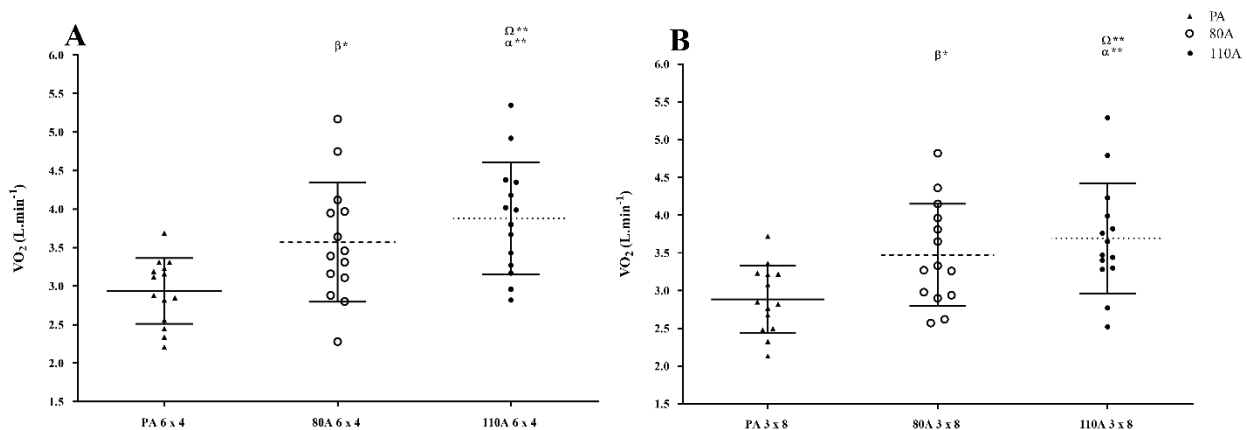 A
Ω**
β*
α**
6.0
5.5
5.0
4.5
4.0
3.5
3.0
2.5
2.0
1.5
VO₂ (L.min⁻¹)
PA 6 x 4
80A 6 x 4
110A 6 x 4
B
Ω**
β*
α**
PA
80A
110A
6.0
5.5
5.0
4.5
4.0
3.5
3.0
2.5
2.0
1.5
VO₂ (L.min⁻¹)
PA 3 x 8
80A 3 x 8
110A 3 x 8